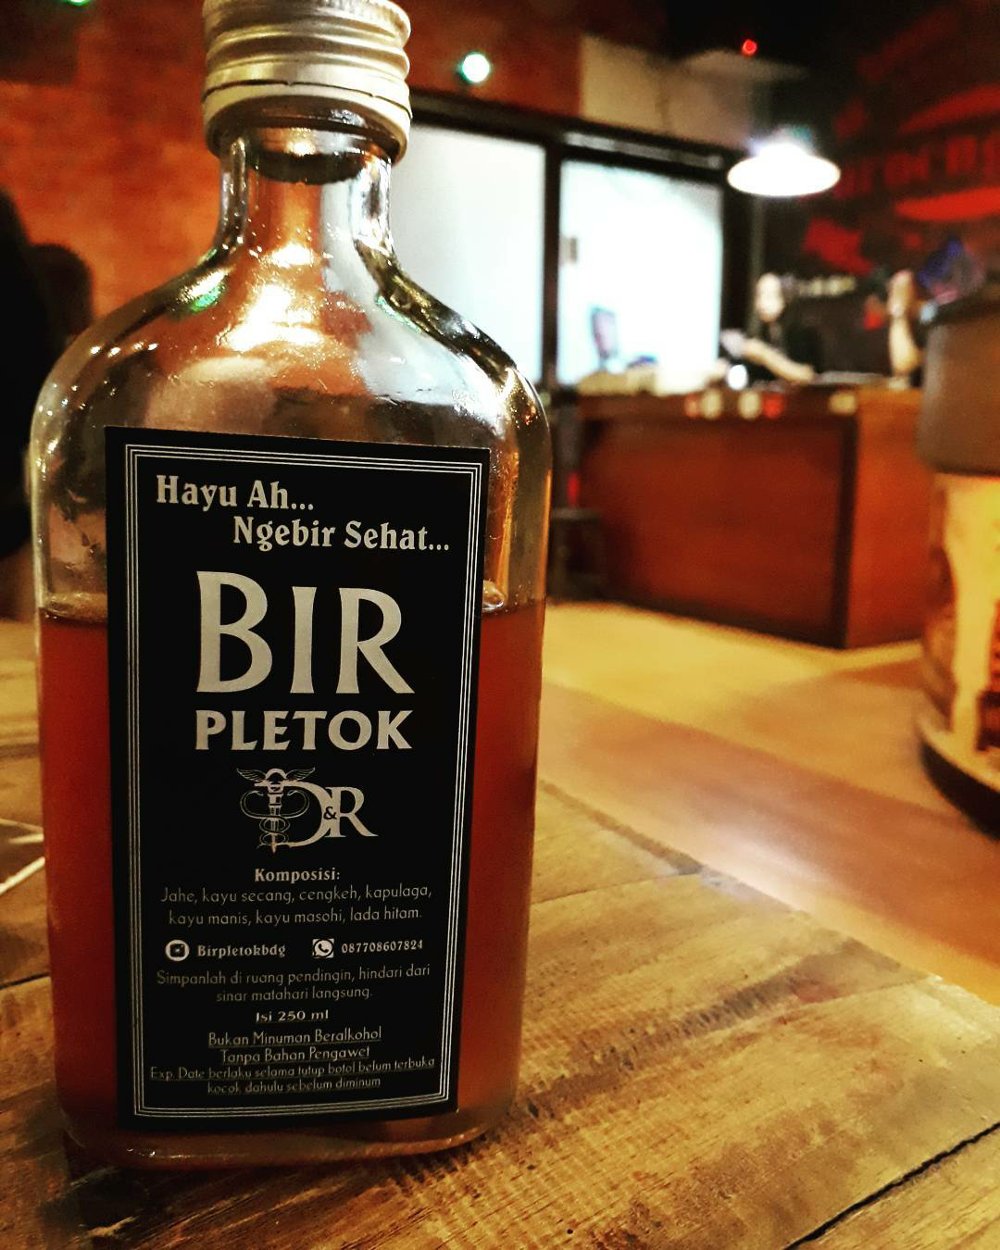 Hayu Ah...
Ngebir Sehat...
BIR
PLETOK
D&R
Komposisi:
Jahe, kayu secang, cengkeh, kapulaga,
kayu manis, kayu masohi, lada hitam.
Birpletokbdg 087708607824
Simpanlah di ruang pendingin, hindari dari
sinar matahari langsung.
Isi 250 ml
Bukan Minuman Beralkohol
Tanpa Bahan Pengawet
Exp. Date berlaku selama tutup botol belum terbuka
kocok dahulu sebelum diminum